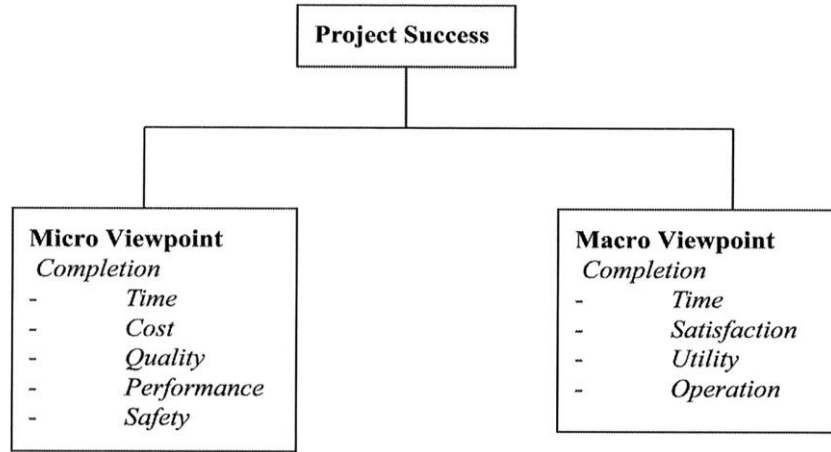 Project Success
Micro Viewpoint
Completion
- Time
- Cost
- Quality
- Performance
- Safety
Macro Viewpoint
Completion
- Time
- Satisfaction
- Utility
- Operation